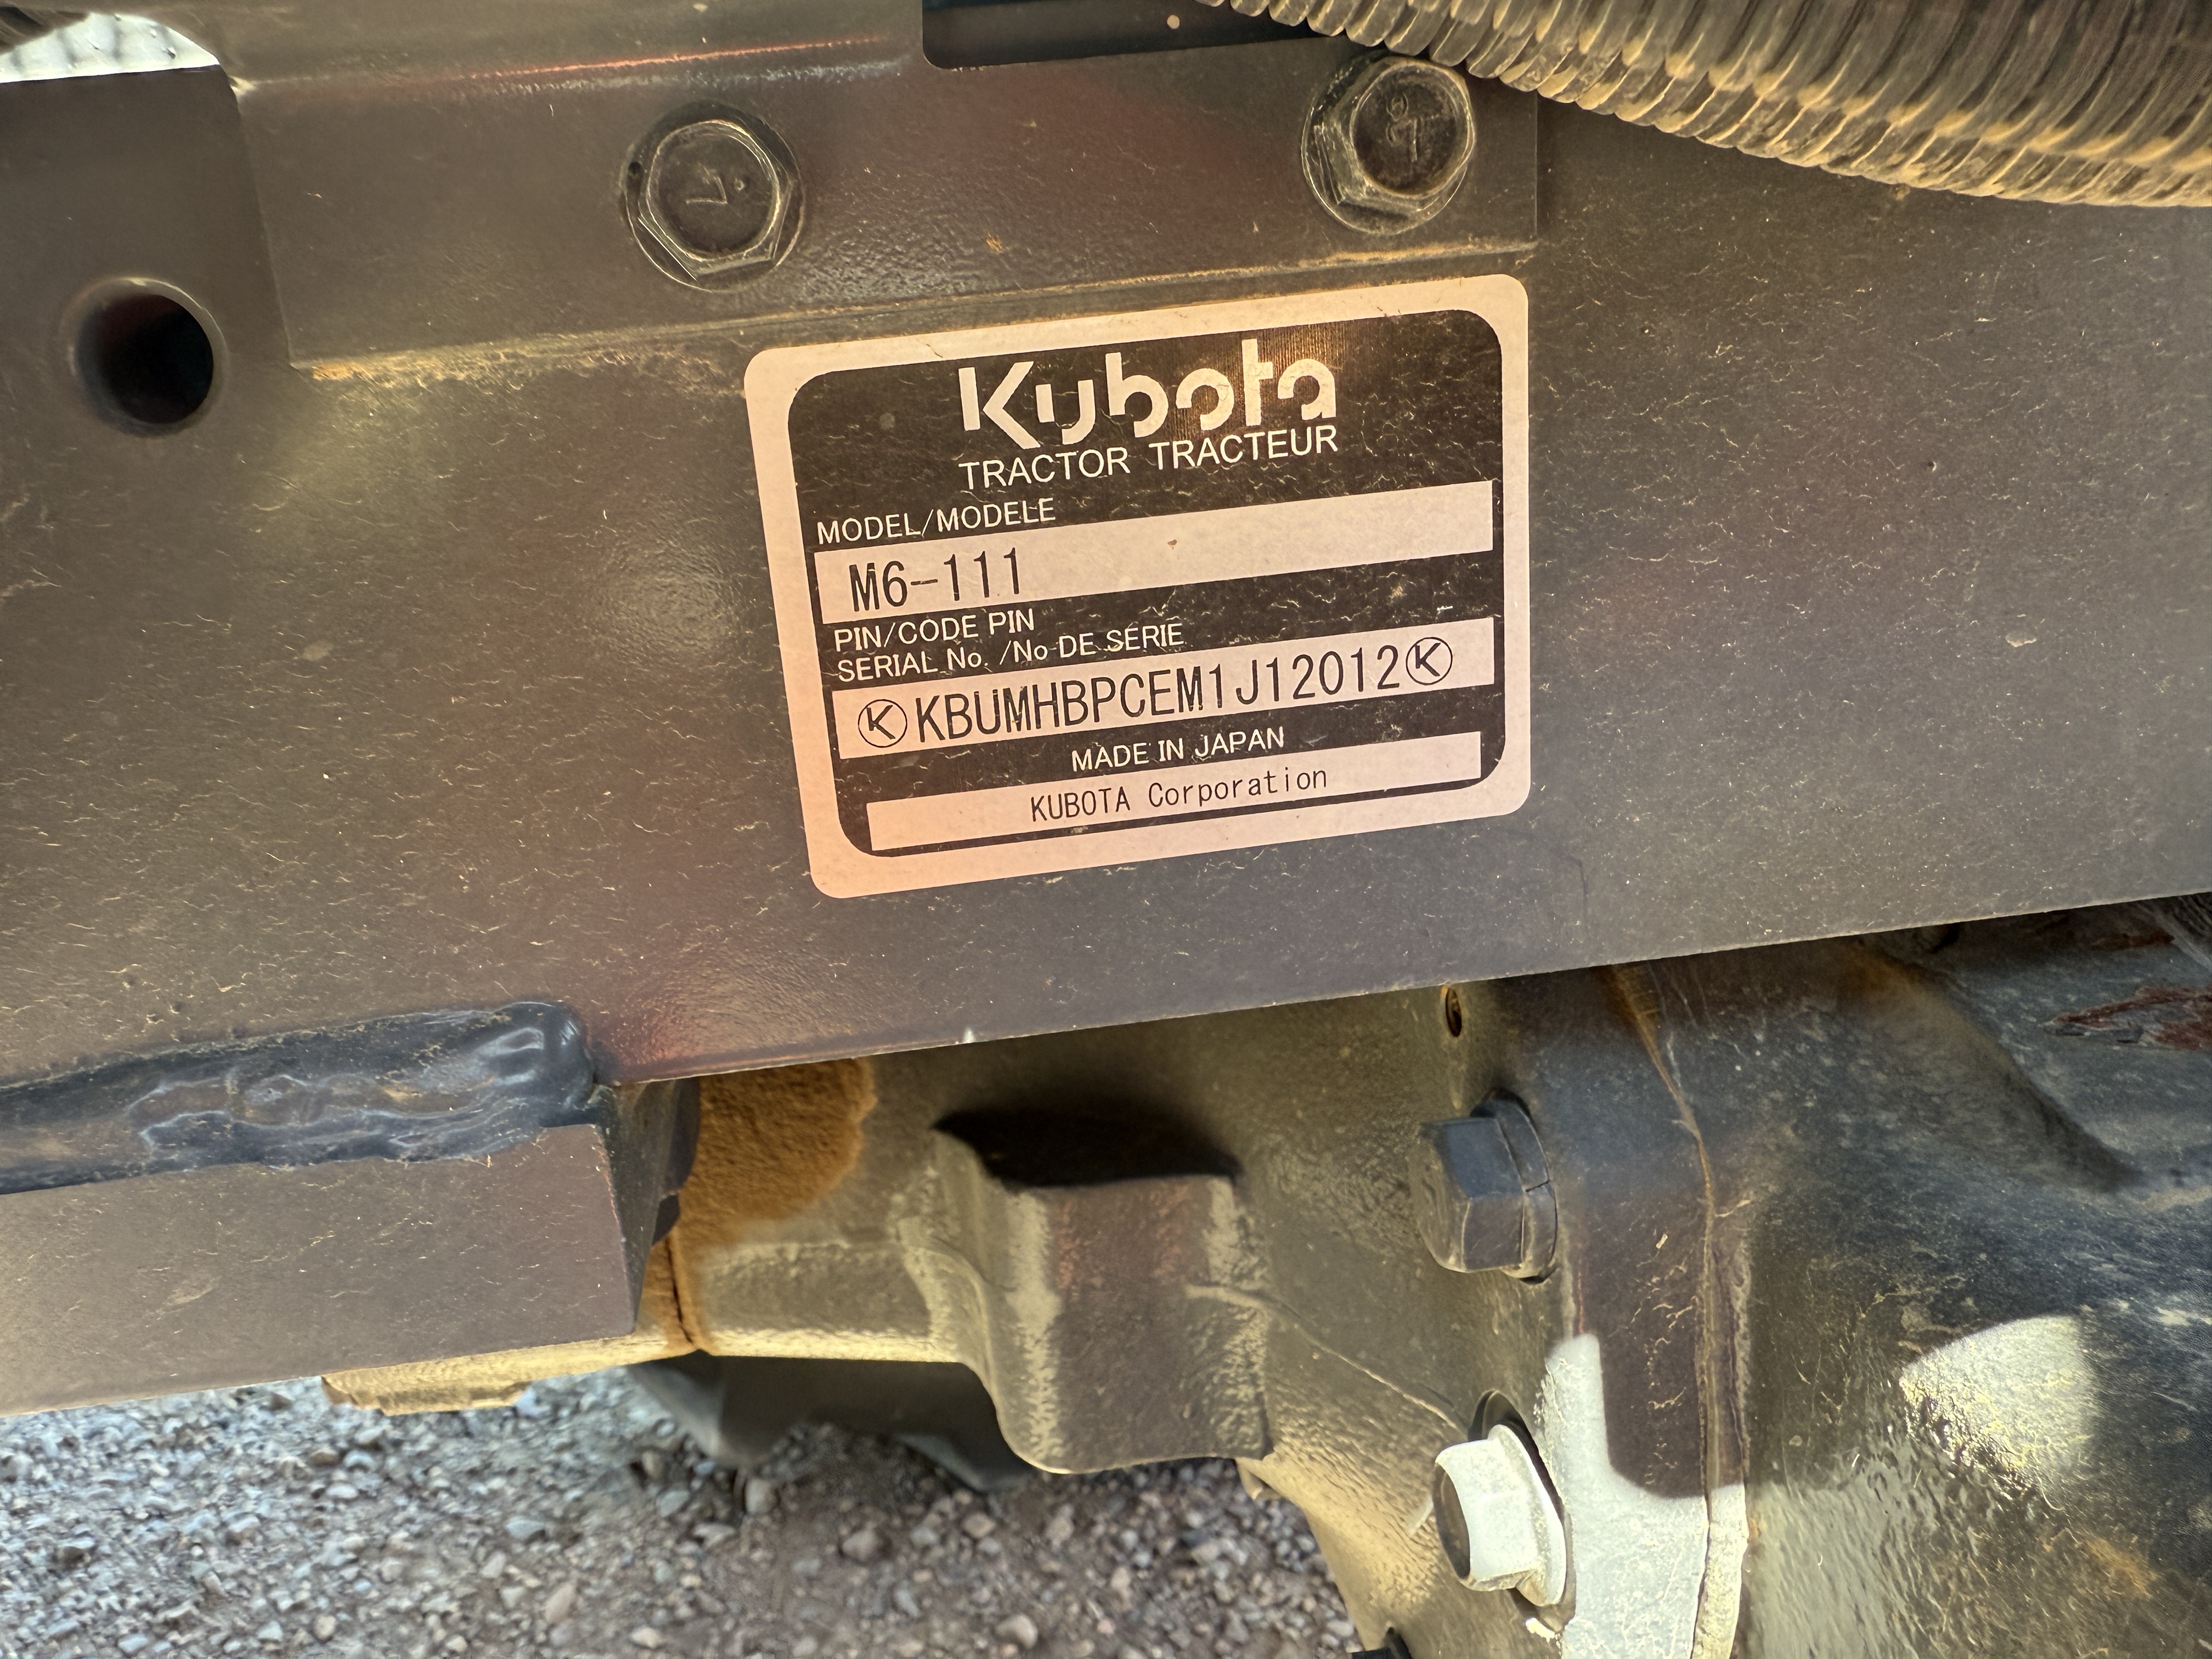 7
Kubota
TRACTOR TRACTEUR
MODEL/MODELE
M6-111
PIN/CODE PIN
SERIAL No. /No DE SERIE
KBUMHBPCEM1J12012
MADE IN JAPAN
KUBOTA Corporation